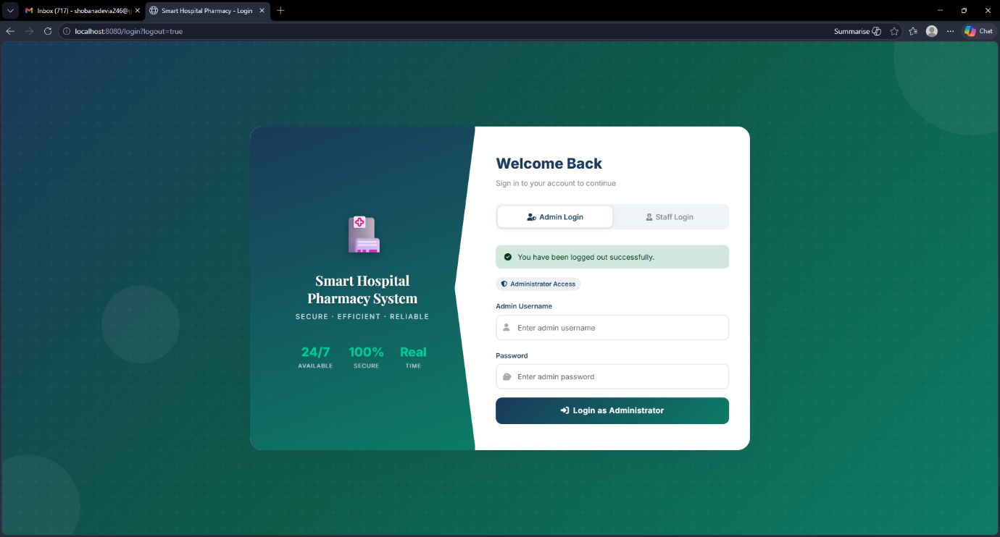 Inbox (717) - shobanadevia246@g
Smart Hospital Pharmacy - Login
localhost:8080/login?logout=true
Summarise
Chat
Smart Hospital
Pharmacy System
SECURE · EFFICIENT · RELIABLE
24/7 100% Real
AVAILABLE SECURE TIME
Welcome Back
Sign in to your account to continue
Admin Login Staff Login
You have been logged out successfully.
Administrator Access
Admin Username
Enter admin username
Password
Enter admin password
Login as Administrator